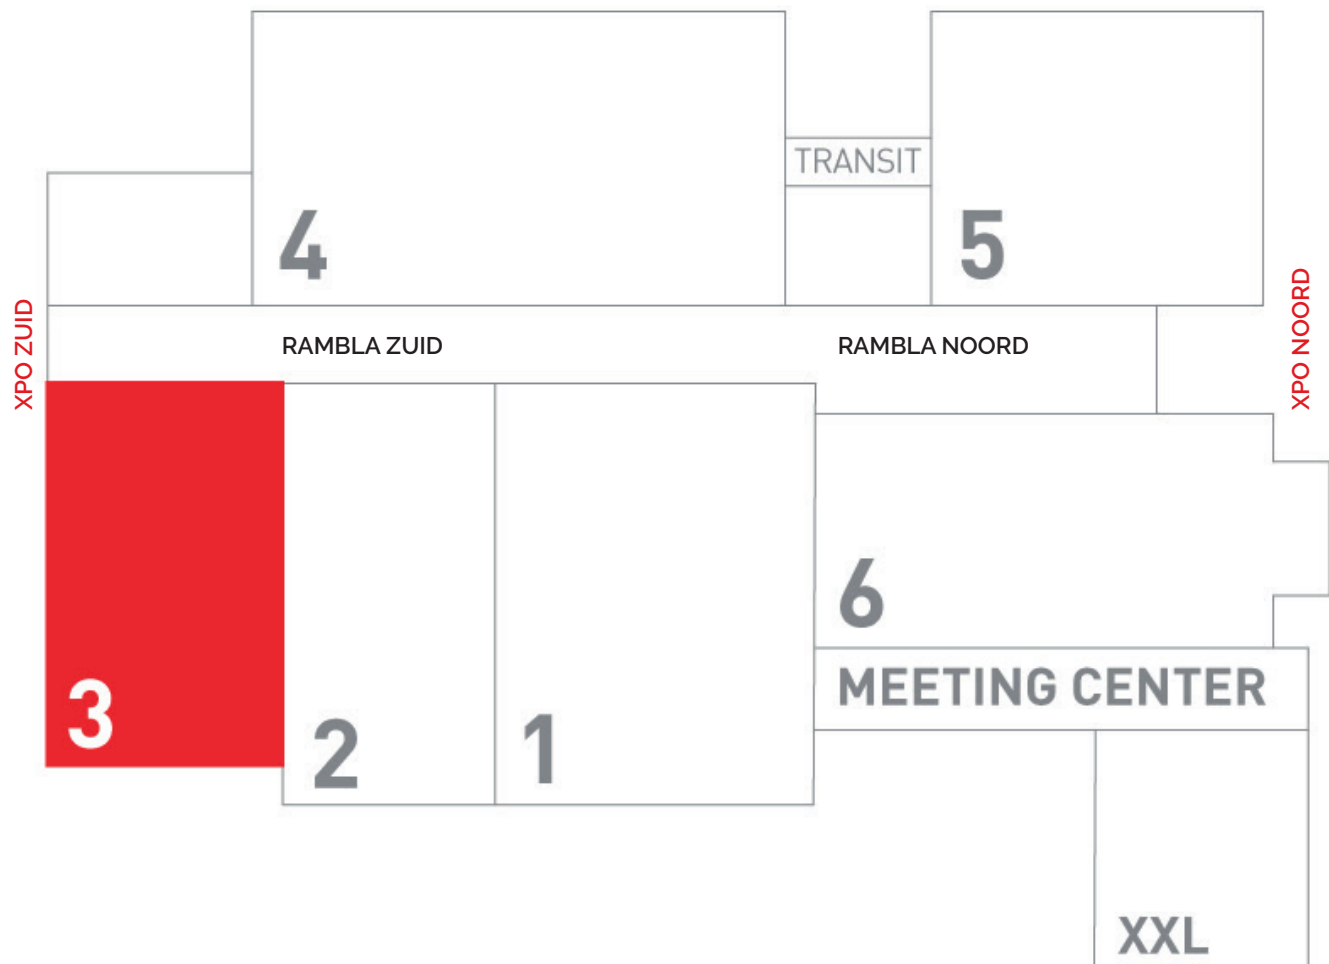 TRANSIT
4
5
XPO ZUID
RAMBLA ZUID
RAMBLA NOORD
XPO NOORD
6
MEETING CENTER
3
2
1
XXL